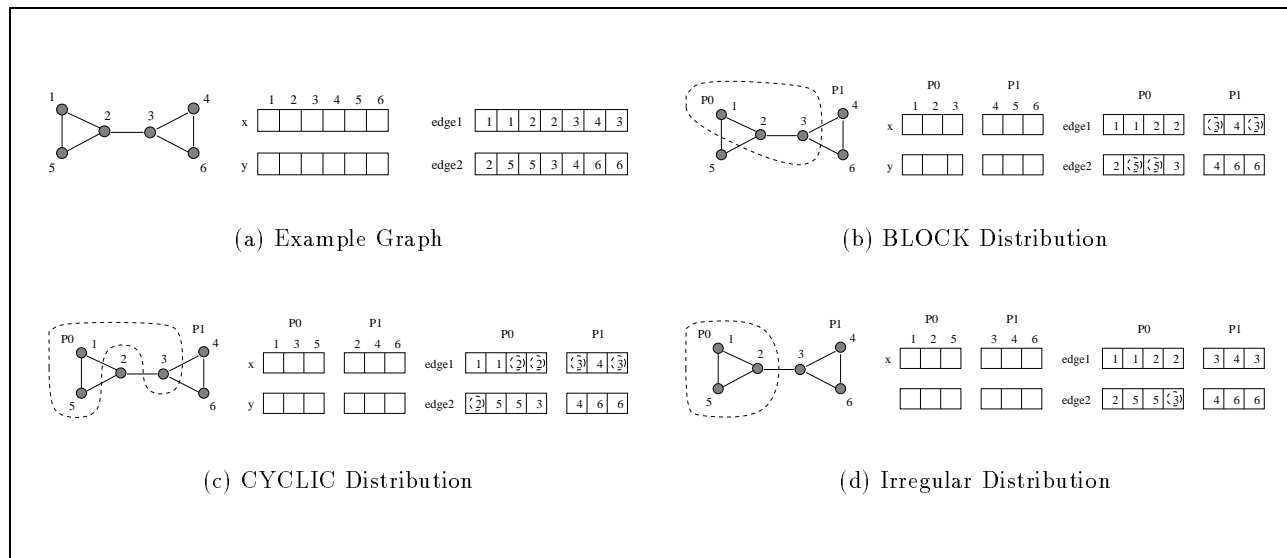 1 2 3 4 5 6
1 4
2 3
x edge1 1 1 2 2 3 4 3
5 6
y edge2 2 5 5 3 4 6 6
(a) Example Graph
P0 P1
P0 P1 1 2 3 4 5 6 P0 P1
1 4
x edge1 1 1 2 2 3 4 3
2 3
5 6
y edge2 2 5 5 3 4 6 6
(b) BLOCK Distribution
P0 P1
P0 P1 1 3 5 2 4 6 P0 P1
1 4
x edge1 1 1 2 2 3 4 3
2 3
5 6
y edge2 2 5 5 3 4 6 6
(c) CYCLIC Distribution
P0 P1
P0 P1 1 2 5 3 4 6 P0 P1
1 4
x edge1 1 1 2 2 3 4 3
2 3
5 6
edge2 2 5 5 3 4 6 6
(d) Irregular Distribution